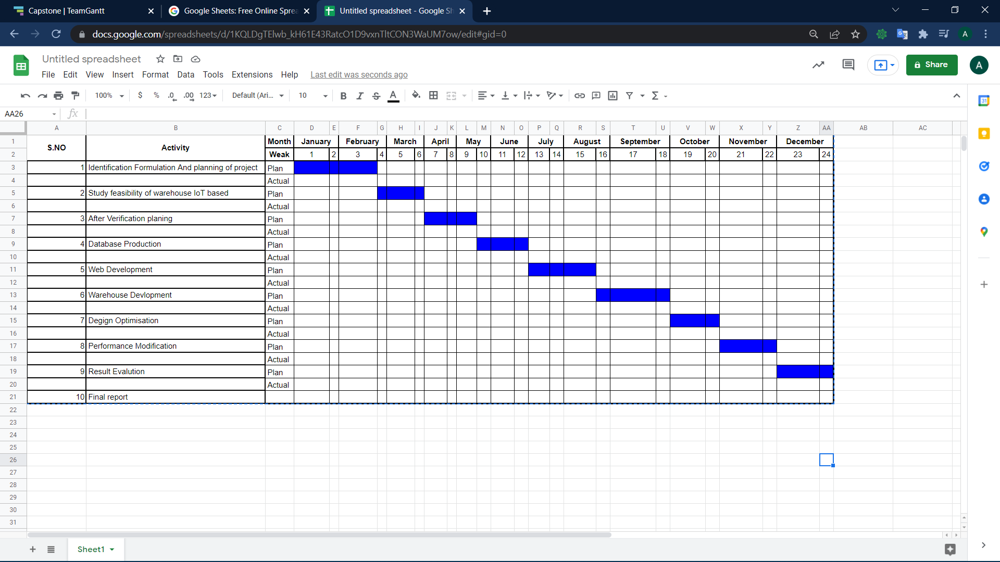 Capstone | TeamGantt
Google Sheets: Free Online Sprea
Untitled spreadsheet - Google Sh
docs.google.com/spreadsheets/d/1KQLDgTElwb_kH61E43RatcO1D9vxnTltCON3WaUM7ow/edit#gid=0
A
Untitled spreadsheet
File Edit View Insert Format Data Tools Extensions Help Last edit was seconds ago
Share
A
100% $ % .0 .00 123 Default (Ari... 10 B I S A Σ
31
AA26 fx
A B C D E F G H I J K L M N O P Q R S T U V W X Y Z AA AB AC
1 S.NO Activity Month January February March April May June July August September October November December
2 Weak 1 2 3 4 5 6 7 8 9 10 11 12 13 14 15 16 17 18 19 20 21 22 23 24
3 1 Identification Formulation And planning of project Plan
4 Actual
5 2 Study feasibility of warehouse IoT based Plan
6 Actual
7 3 After Verification planing Plan
8 Actual
9 4 Database Production Plan
10 Actual
11 5 Web Development Plan
12 Actual
13 6 Warehouse Devlopment Plan
14 Actual
15 7 Degign Optimisation Plan
16 Actual
17 8 Performance Modification Plan
18 Actual
19 9 Result Evalution Plan
20 Actual
21 10 Final report
22
23
24
25
26
27
28
29
30
31
Sheet1